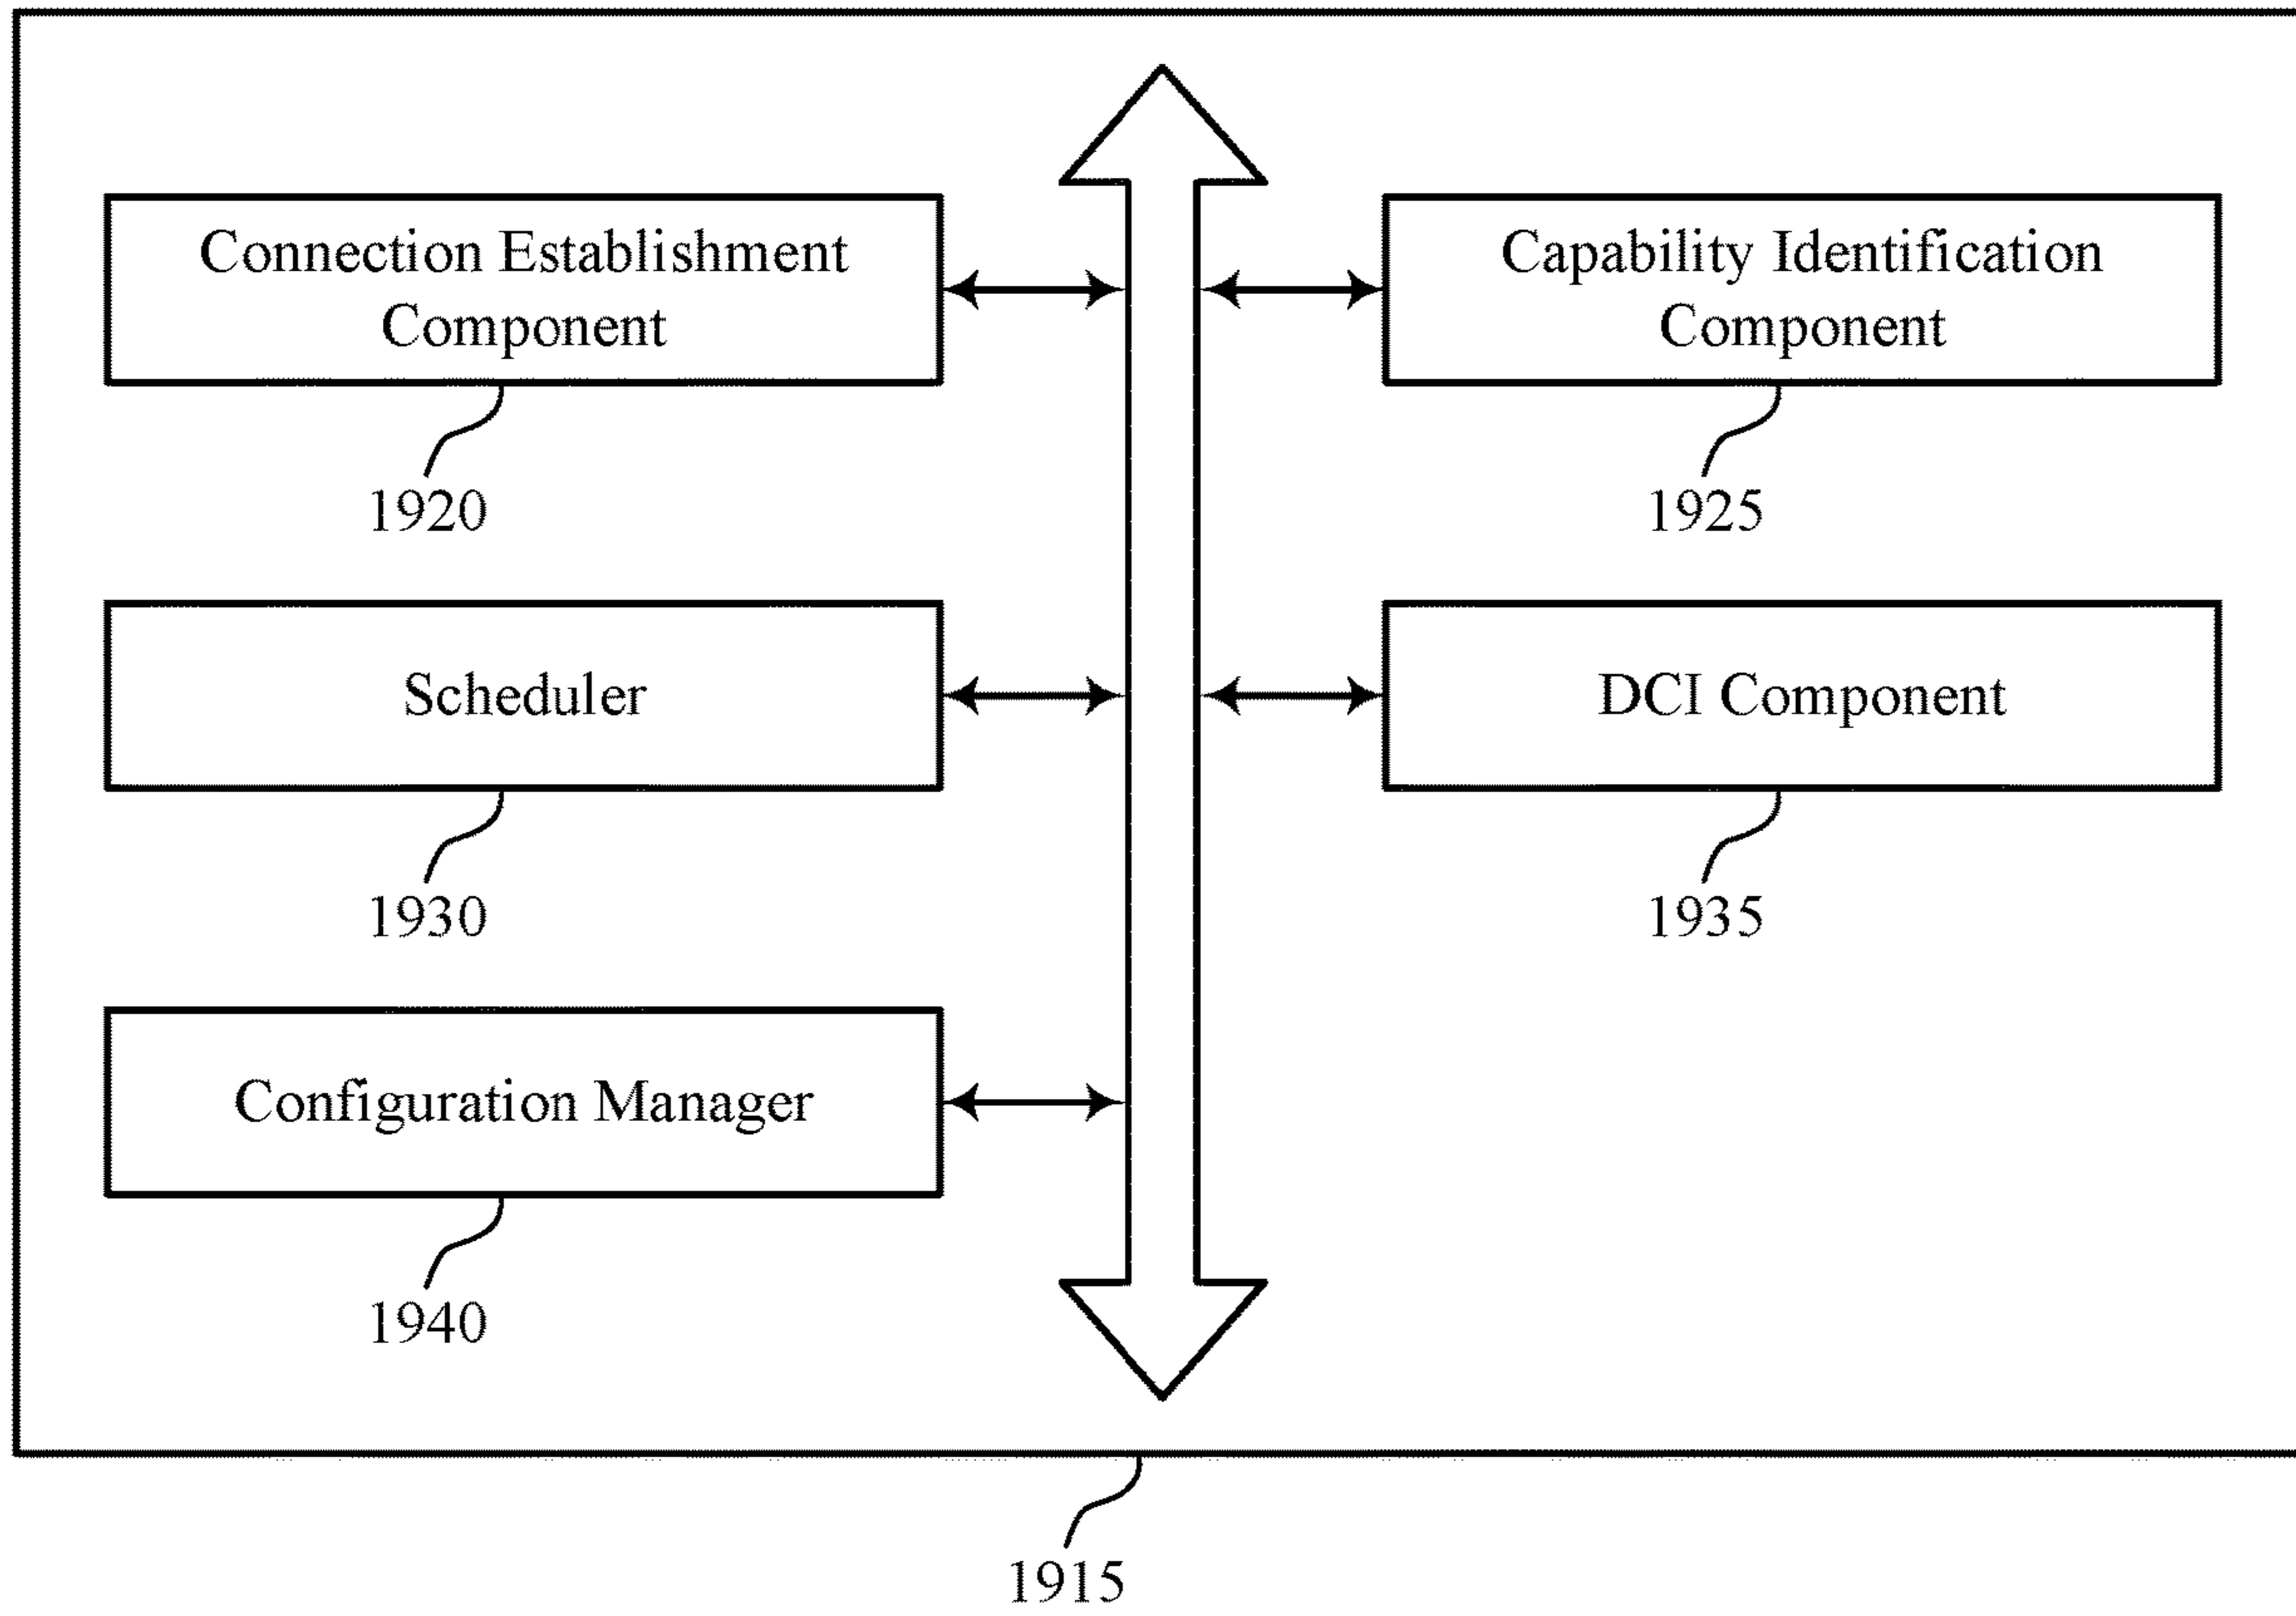 Connection Establishment
Component
1920
Capability Identification
Component
1925
Scheduler
1930
DCI Component
1935
Configuration Manager
1940
1915